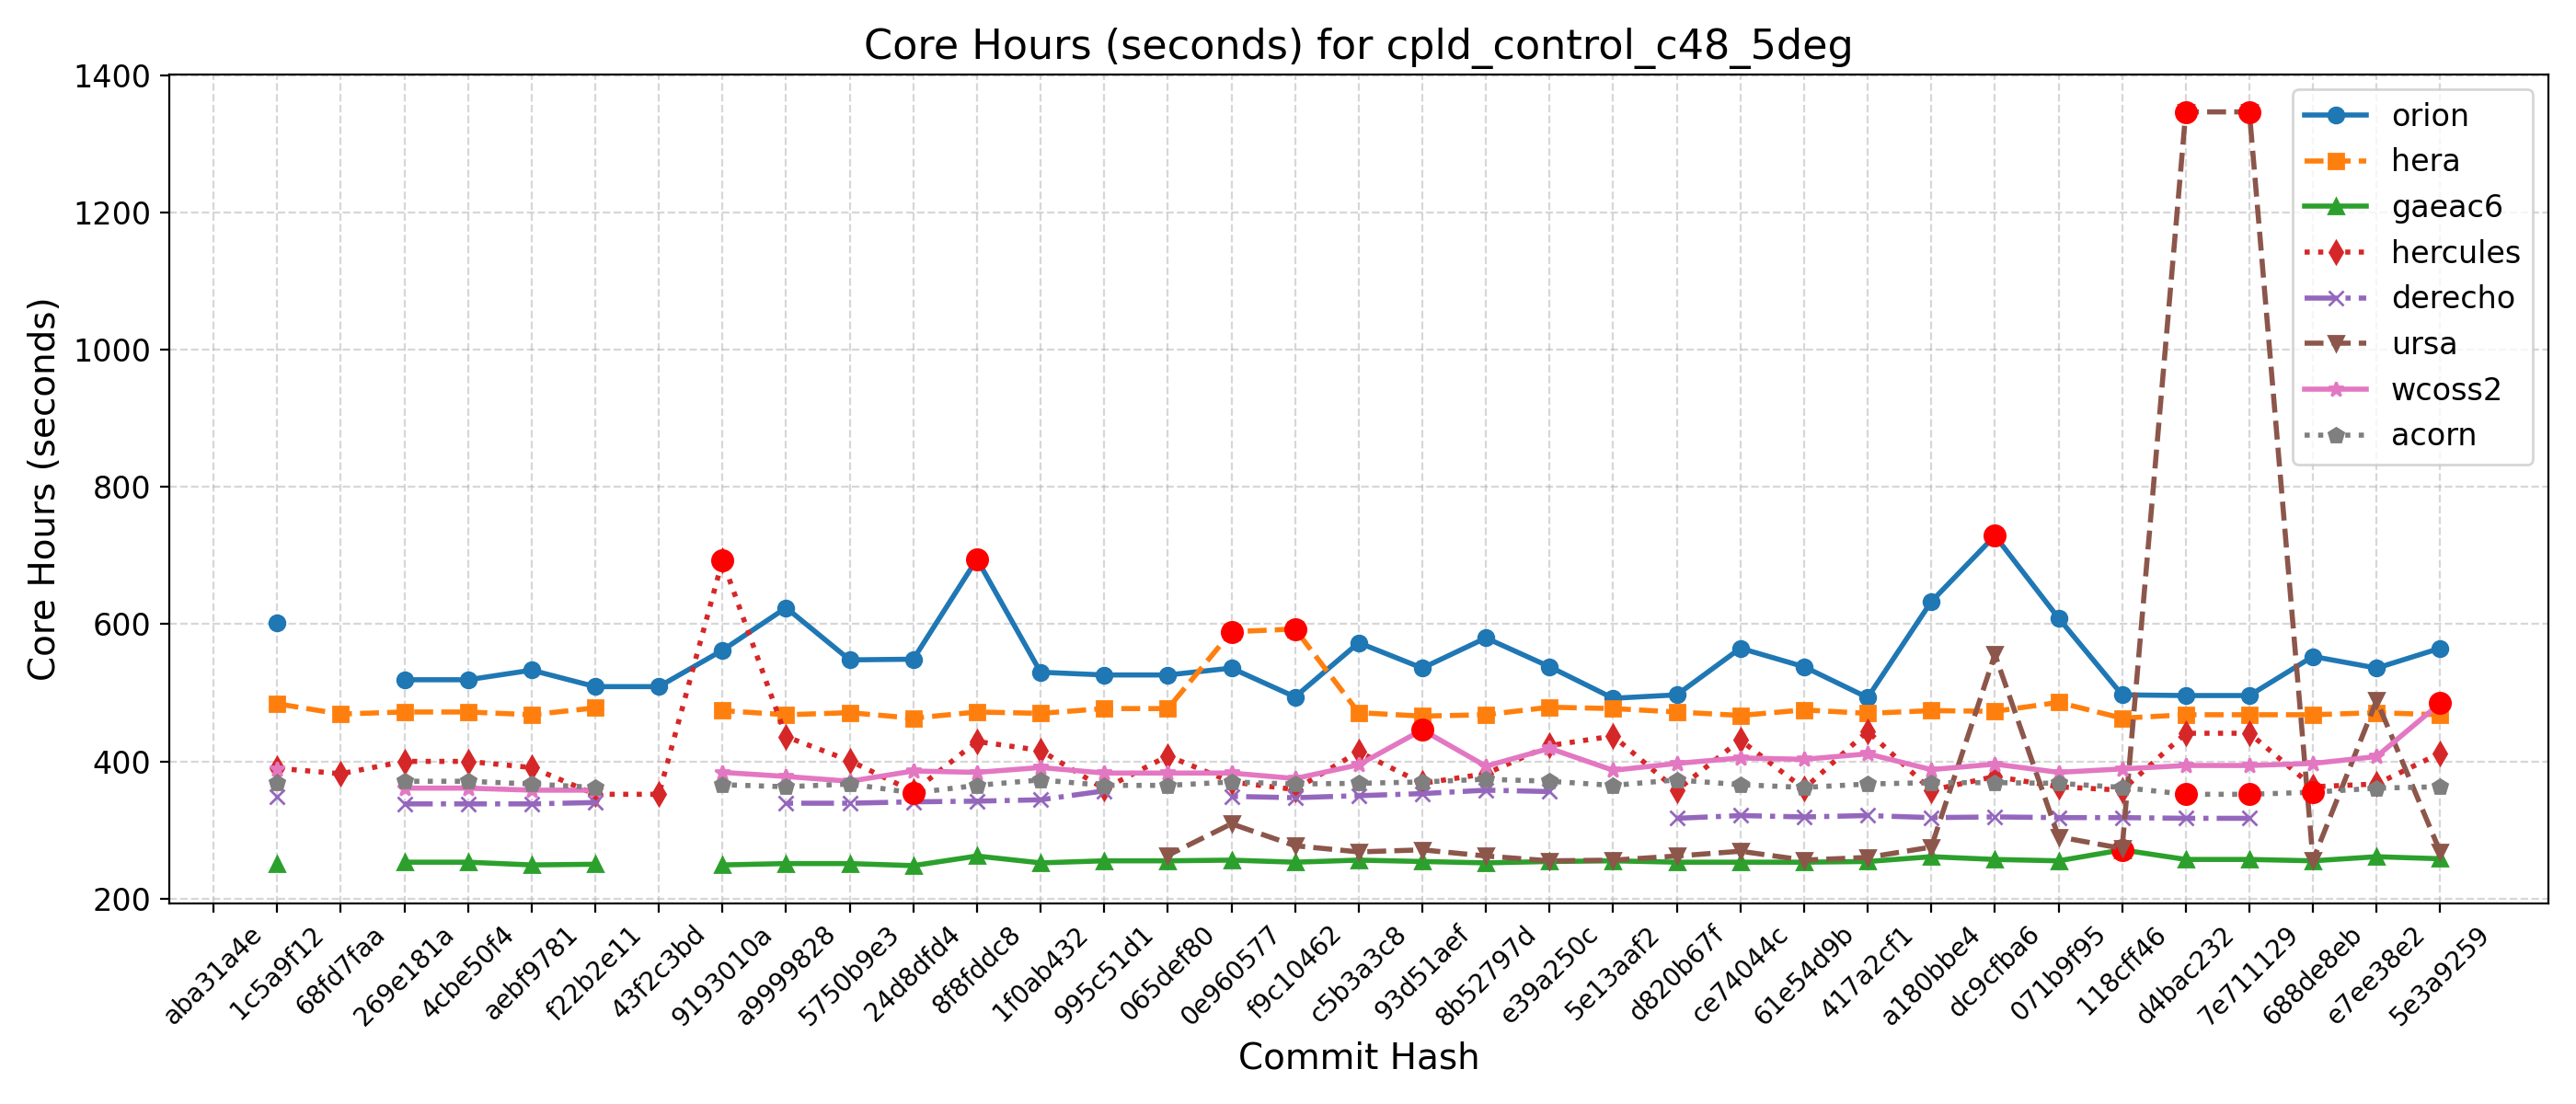 Core Hours (seconds) for cpld_control_c48_5deg
Core Hours (seconds)
1400
1200
1000
800
600
400
200
orion
hera
gaeac6
hercules
derecho
ursa
wcoss2
acorn
aba31a4e
1c5a9f12
68fd7faa
269e181a
4cbe50f4
aebf9781
f22b2e11
43f2c3bd
9193010a
a9999828
5750b9e3
24d8dfd4
8f8fddc8
1f0ab432
995c51d1
065def80
0e960577
f9c10462
c5b3a3c8
93d51aef
8b52797d
e39a250c
5e13aaf2
d820b67f
ce74044c
61e54d9b
417a2cf1
a180bbe4
dc9cfba6
071b9f95
118cff46
d4bac232
7e711129
688de8eb
e7ee38e2
5e3a9259
Commit Hash